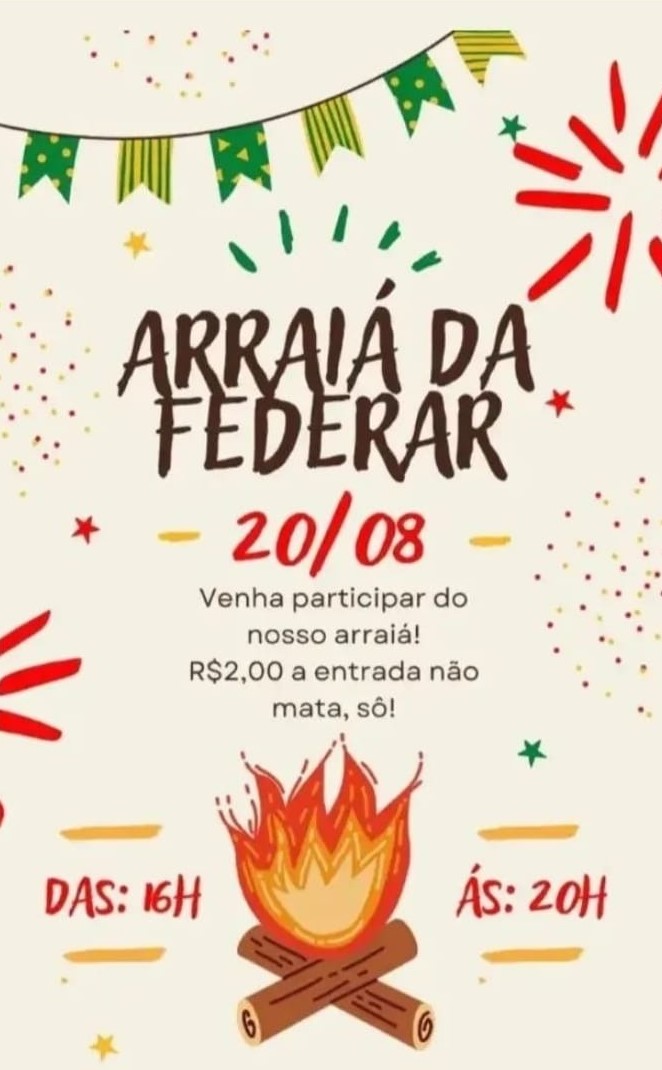 ARRAIÁ DA
FEDERAR
20/08
Venha participar do
nosso arraiá!
R$2,00 a entrada não
mata, sô!
DAS: 16H
ÁS: 20H